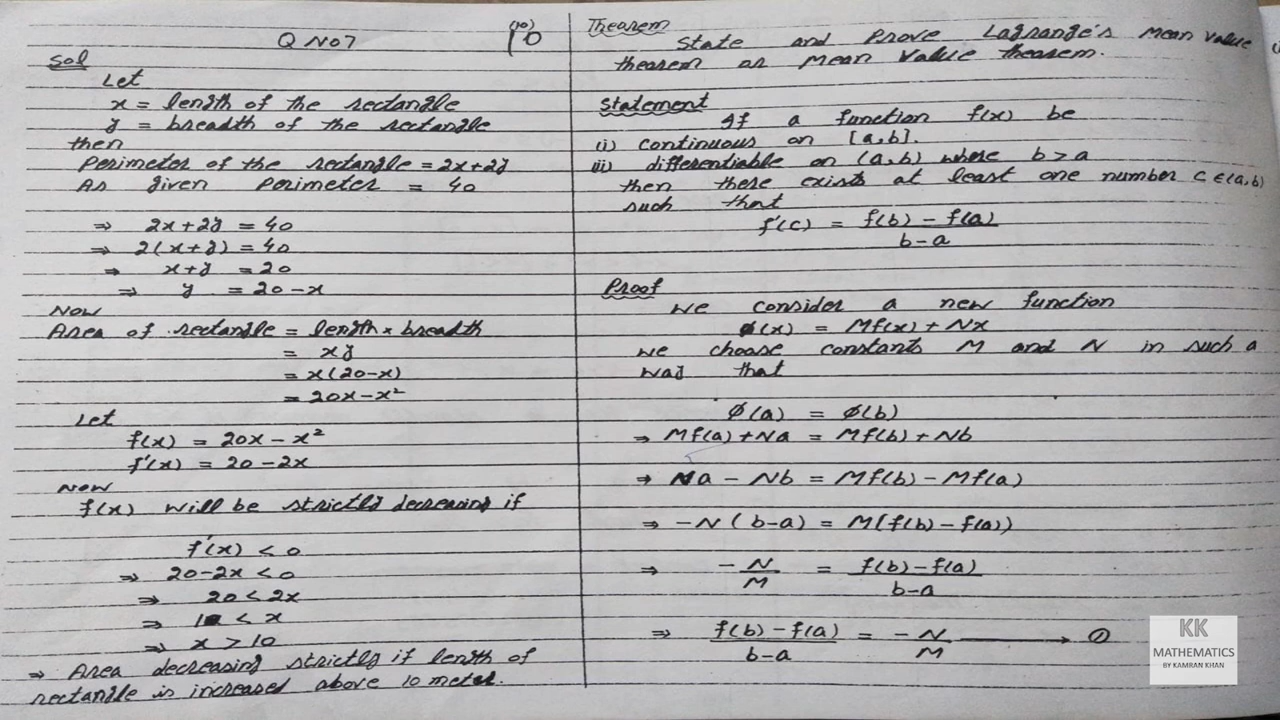 Q NO7
(10)
10
Sol
Let
x = length of the rectangle
y = breadth of the rectangle
then
Perimeter of the rectangle = 2x+2y
As given Perimeter = 40
⇒ 2x+2y = 40
⇒ 2(x+y) = 40
⇒ x+y = 20
⇒ y = 20-x
Now
Area of rectangle = length × breadth
= xy
= x(20-x)
= 20x-x²
Let
f(x) = 20x - x²
f'(x) = 20 - 2x
Now
f(x) will be strictly decreasing if
f'(x) < 0
⇒ 20-2x < 0
⇒ 20 < 2x
⇒ 10 < x
⇒ x > 10
⇒ Area decreasing strictly if length of
rectangle is increased above 10 meter.
Theorem
State and Prove Lagrange's Mean Value
theorem or Mean Value theorem.
Statement
If a function f(x) be
(i) continuous on [a,b].
(ii) differentiable on (a,b) where b > a
then there exists at least one number c ∈ (a,b)
such that
f'(c) = f(b) - f(a) / b-a
Proof
We consider a new function
Ø(x) = Mf(x) + Nx
We choose constants M and N in such a
way that
Ø(a) = Ø(b)
⇒ Mf(a) + Na = Mf(b) + Nb
⇒ Na - Nb = Mf(b) - Mf(a)
⇒ -N (b-a) = M(f(b) - f(a))
⇒ -N/M = f(b) - f(a) / b-a
⇒ f(b) - f(a) / b-a = -N/M → ①
KK
MATHEMATICS
BY KAMRAN KHAN